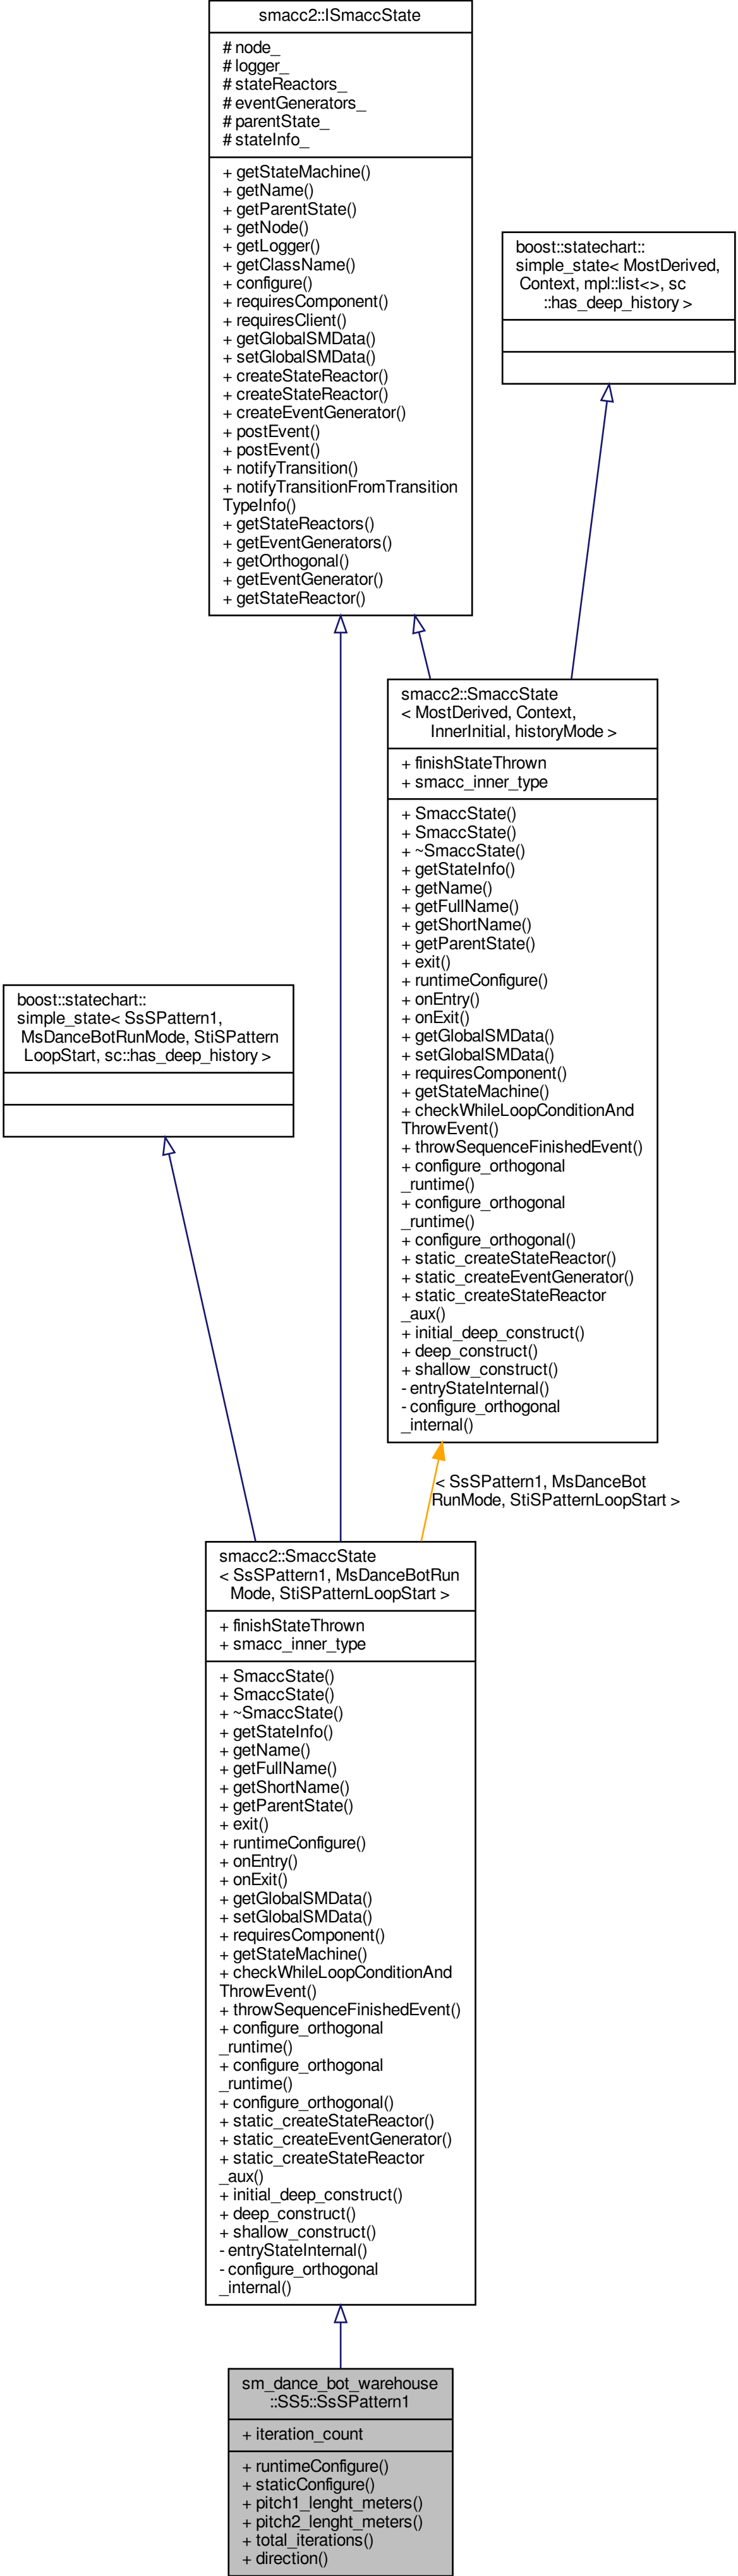 smacc2::ISmaccState
# node_
# logger_
# stateReactors_
# eventGenerators_
# parentState_
# stateInfo_
+ getStateMachine()
+ getName()
+ getParentState()
+ getNode()
+ getLogger()
+ getClassName()
+ configure()
+ requiresComponent()
+ requiresClient()
+ getGlobalSMData()
+ setGlobalSMData()
+ createStateReactor()
+ createStateReactor()
+ createEventGenerator()
+ postEvent()
+ postEvent()
+ notifyTransition()
+ notifyTransitionFromTransition
TypeInfo()
+ getStateReactors()
+ getEventGenerators()
+ getOrthogonal()
+ getEventGenerator()
+ getStateReactor()
boost::statechart::
simple_state< MostDerived,
Context, mpl::list<>, sc
::has_deep_history >
smacc2::SmaccState
< MostDerived, Context,
InnerInitial, historyMode >
+ finishStateThrown
+ smacc_inner_type
+ SmaccState()
+ SmaccState()
+ ~SmaccState()
+ getStateInfo()
+ getName()
+ getFullName()
+ getShortName()
+ getParentState()
+ exit()
+ runtimeConfigure()
+ onEntry()
+ onExit()
+ getGlobalSMData()
+ setGlobalSMData()
+ requiresComponent()
+ getStateMachine()
+ checkWhileLoopConditionAnd
ThrowEvent()
+ throwSequenceFinishedEvent()
+ configure_orthogonal
_runtime()
+ configure_orthogonal
_runtime()
+ configure_orthogonal()
+ static_createStateReactor()
+ static_createEventGenerator()
+ static_createStateReactor
_aux()
+ initial_deep_construct()
+ deep_construct()
+ shallow_construct()
- entryStateInternal()
- configure_orthogonal
_internal()
boost::statechart::
simple_state< SsSPattern1,
MsDanceBotRunMode, StiSPattern
LoopStart, sc::has_deep_history >
< SsSPattern1, MsDanceBot
RunMode, StiSPatternLoopStart >
smacc2::SmaccState
< SsSPattern1, MsDanceBotRun
Mode, StiSPatternLoopStart >
+ finishStateThrown
+ smacc_inner_type
+ SmaccState()
+ SmaccState()
+ ~SmaccState()
+ getStateInfo()
+ getName()
+ getFullName()
+ getShortName()
+ getParentState()
+ exit()
+ runtimeConfigure()
+ onEntry()
+ onExit()
+ getGlobalSMData()
+ setGlobalSMData()
+ requiresComponent()
+ getStateMachine()
+ checkWhileLoopConditionAnd
ThrowEvent()
+ throwSequenceFinishedEvent()
+ configure_orthogonal
_runtime()
+ configure_orthogonal
_runtime()
+ configure_orthogonal()
+ static_createStateReactor()
+ static_createEventGenerator()
+ static_createStateReactor
_aux()
+ initial_deep_construct()
+ deep_construct()
+ shallow_construct()
- entryStateInternal()
- configure_orthogonal
_internal()
sm_dance_bot_warehouse
::SS5::SsSPattern1
+ iteration_count
+ runtimeConfigure()
+ staticConfigure()
+ pitch1_lenght_meters()
+ pitch2_lenght_meters()
+ total_iterations()
+ direction()